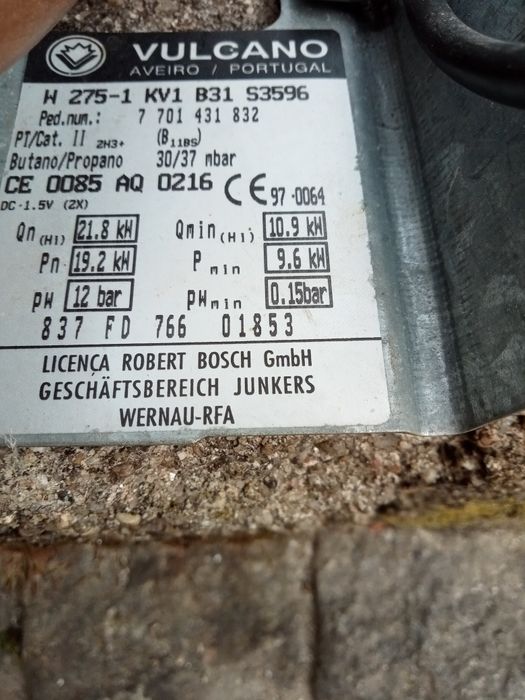 VULCANO
AVEIRO / PORTUGAL
W 275-1 KV1 B31 S3596
Ped.num.: 7 701 431 832
PI/Cat. II 2H3+ (B11BS)
Butano/Propano 30/37 mbar
CE 0085 AQ 0216 CE 97-0064
DC-1.5V (2X)
Qn (Hi) 21.8 kW Qmin (Hi) 10.9 kW
Pn 19.2 kW P min 9.6 kW
pW 12 bar pWmin 0.15bar
837 FD 766 01853
LICENÇA ROBERT BOSCH GmbH
GESCHÄFTSBEREICH JUNKERS
WERNAU-RFA